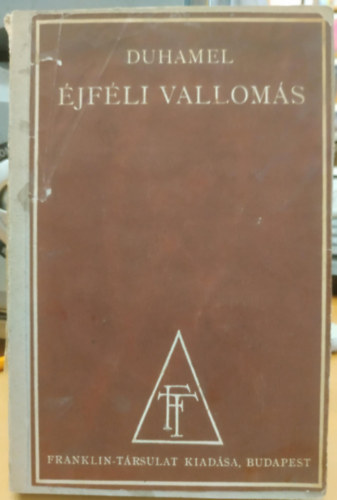 DUHAMEL
ÉJFÉLI VALLOMÁS
FT
FRANKLIN-TÁRSULAT KIADÁSA, BUDAPEST